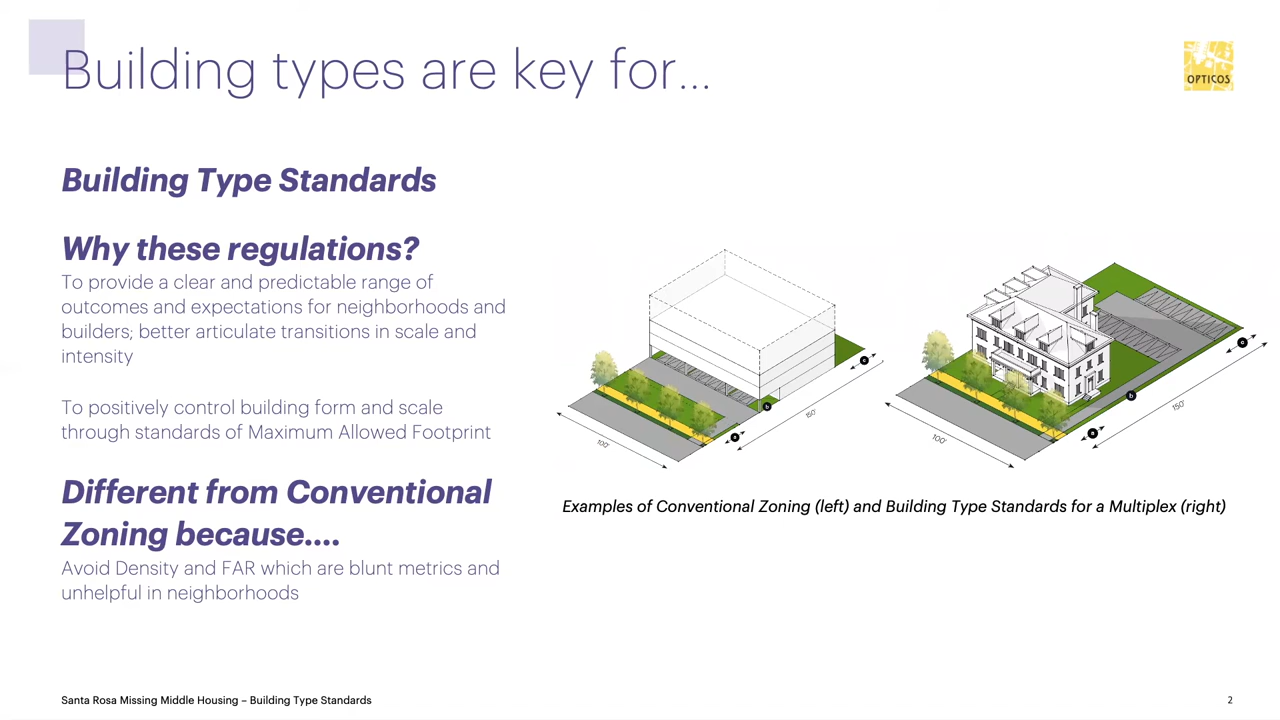 Building types are key for...
OPTICOS
Building Type Standards
Why these regulations?
To provide a clear and predictable range of
outcomes and expectations for neighborhoods and
builders; better articulate transitions in scale and
intensity
To positively control building form and scale
through standards of Maximum Allowed Footprint
Different from Conventional
Zoning because....
Avoid Density and FAR which are blunt metrics and
unhelpful in neighborhoods
100'
150'
a
b
c
100'
150'
a
b
c
Examples of Conventional Zoning (left) and Building Type Standards for a Multiplex (right)
Santa Rosa Missing Middle Housing – Building Type Standards
2